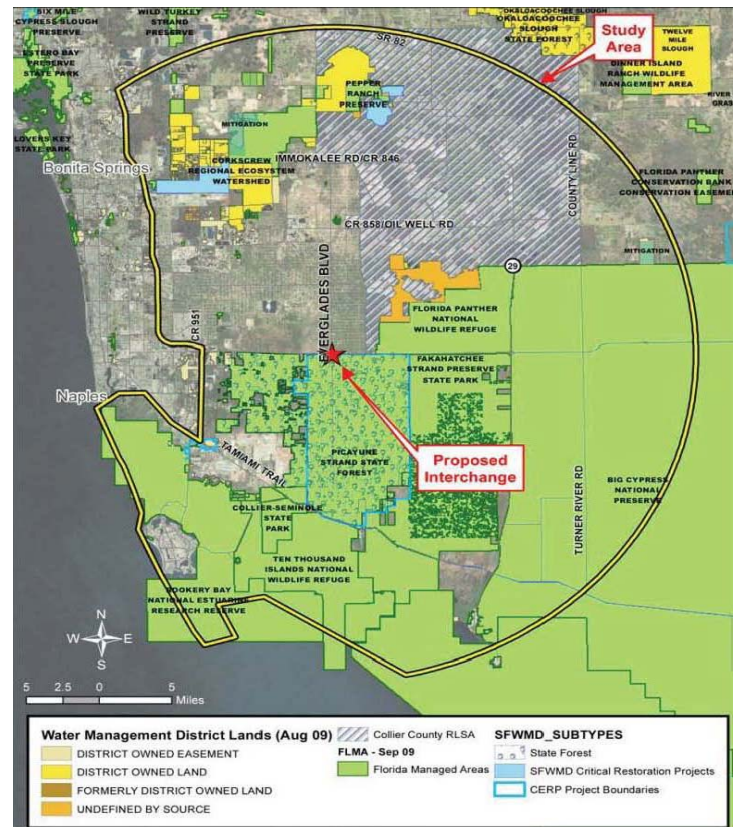 SIX MILE
CYPRESS SLOUGH
PRESERVE
WILD TURKEY
STRAND
PRESERVE
SR 82
OKALOACOOCHEE
SLOUGH
STATE FOREST
Study
Area
TWELVE
MILE
SLOUGH
ESTERO BAY
PRESERVE
STATE PARK
DINNER ISLAND
RANCH WILDLIFE
MANAGEMENT AREA
RIVER
GRAS
PEPPER
RANCH
PRESERVE
LOVERS KEY
STATE PARK
MITIGATION
Bonita Springs
CORKSCREW
REGIONAL ECOSYSTEM
WATERSHED
IMMOKALEE RD/CR 846
COUNTY LINE RD
FLORIDA PANTHER
CONSERVATION BANK
CONSERVATION EASEME
CR 858/OIL WELL RD
MITIGATION
29
EVERGLADES BLVD
CR 951
FLORIDA PANTHER
NATIONAL
WILDLIFE REFUGE
FAKAHATCHEE
STRAND PRESERVE
STATE PARK
Naples
PICAYUNE
STRAND STATE
FOREST
Proposed
Interchange
TAMIAMI TRAIL
TURNER RIVER RD
BIG CYPRESS
NATIONAL
PRESERVE
COLLIER-SEMINOLE
STATE
PARK
TEN THOUSAND
ISLANDS NATIONAL
WILDLIFE REFUGE
ROOKERY BAY
NATIONAL ESTUARINE
RESEARCH RESERVE
N
W E
S
5 2.5 0 5
Miles
Water Management District Lands (Aug 09)
DISTRICT OWNED EASEMENT
DISTRICT OWNED LAND
FORMERLY DISTRICT OWNED LAND
UNDEFINED BY SOURCE
Collier County RLSA
FLMA - Sep 09
Florida Managed Areas
SFWMD_SUBTYPES
State Forest
SFWMD Critical Restoration Projects
CERP Project Boundaries